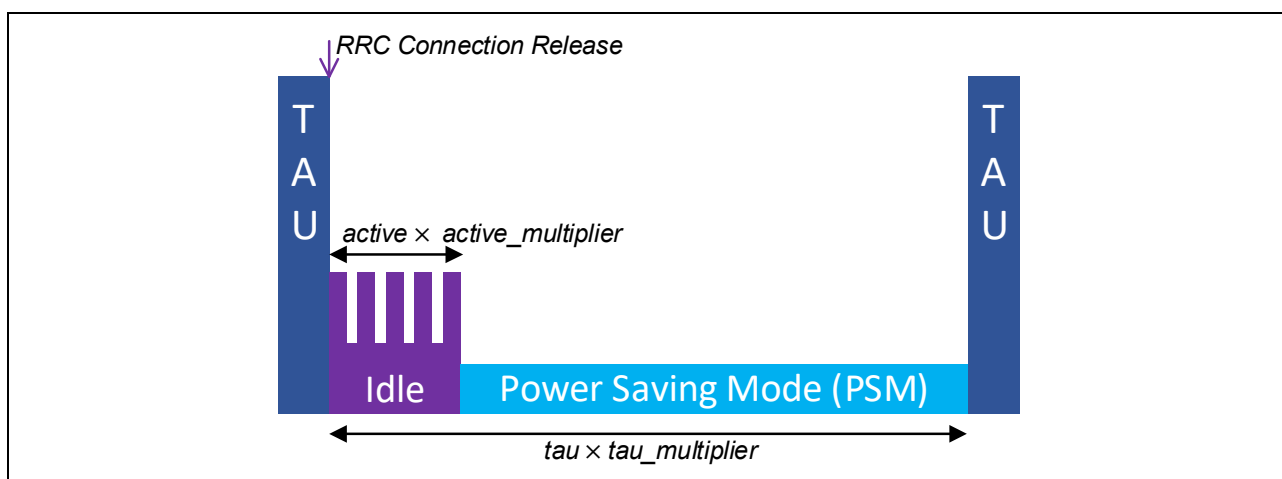 RRC Connection Release
T
A
U
T
A
U
active × active_multiplier
Idle
Power Saving Mode (PSM)
tau × tau_multiplier